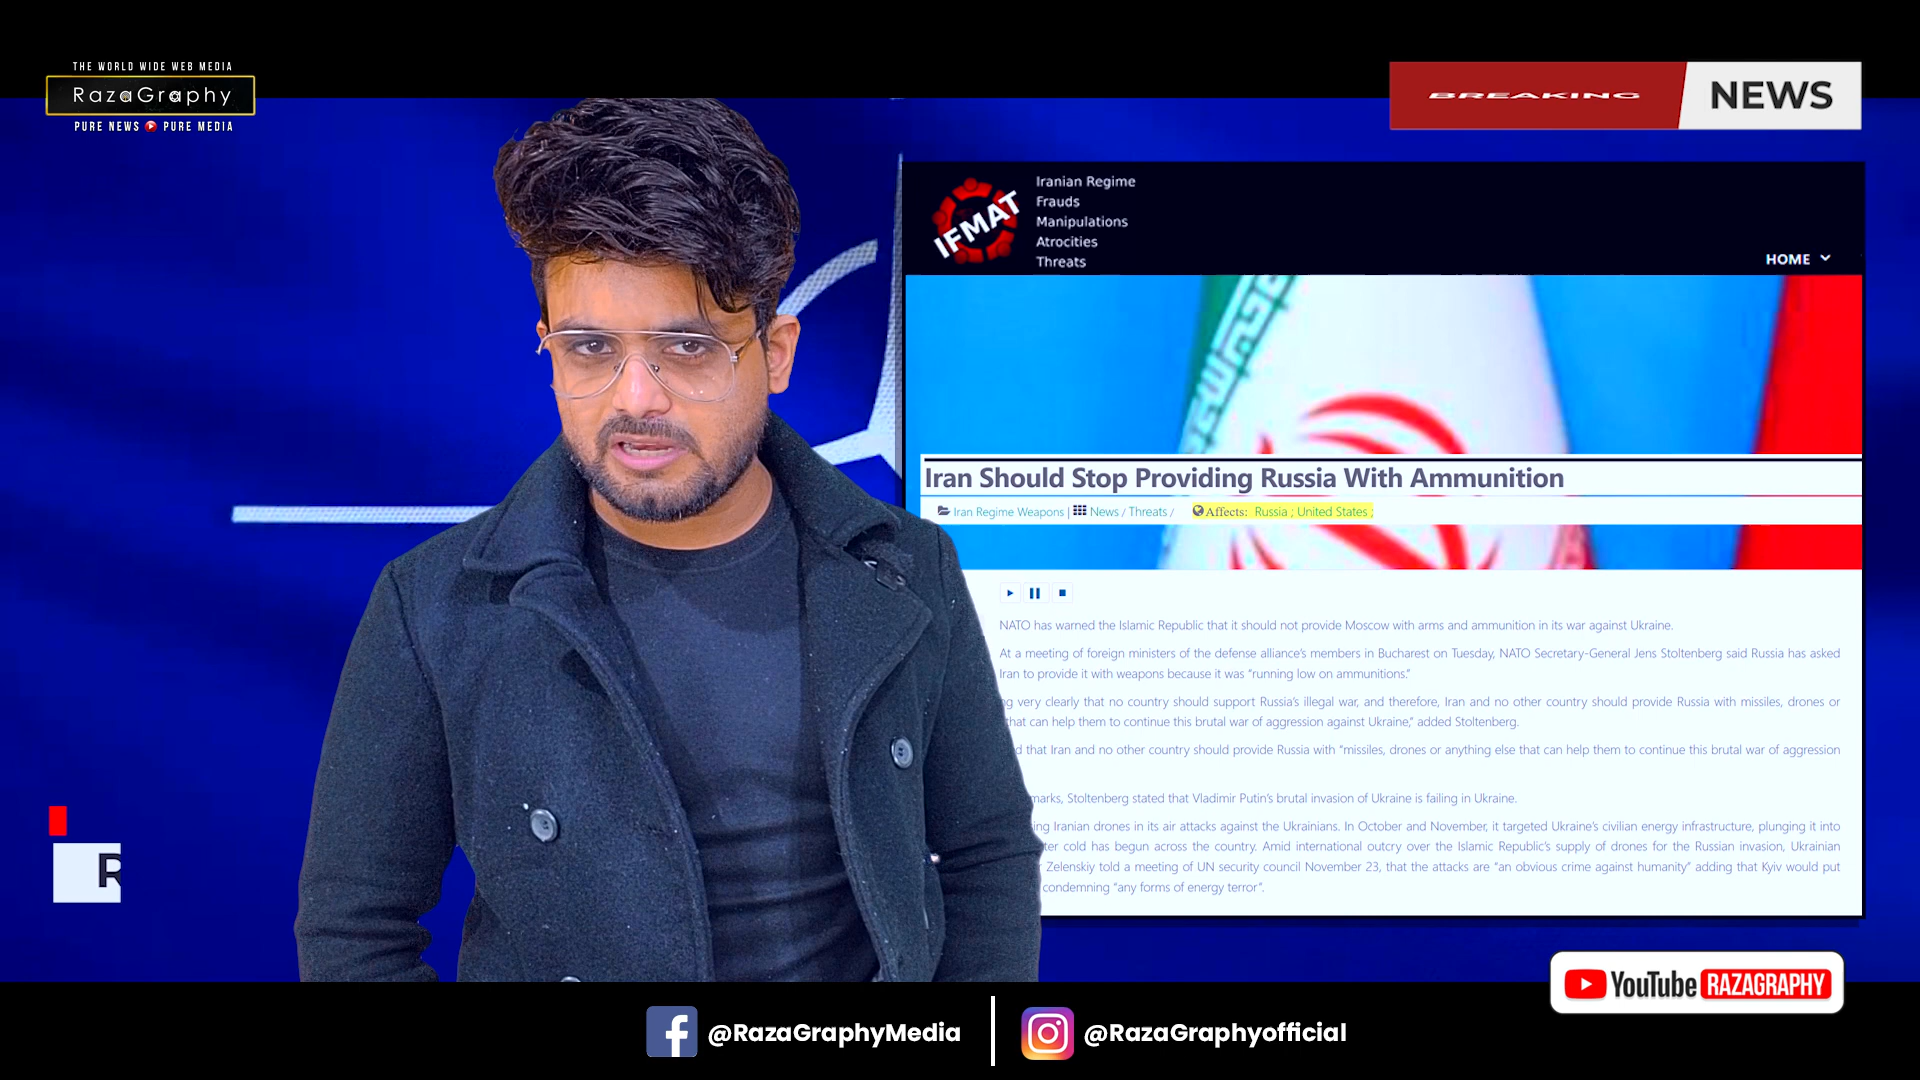 THE WORLD WIDE WEB MEDIA
RazaGraphy
PURE NEWS PURE MEDIA
BREAKING NEWS
IFMAT
Iranian Regime
Frauds
Manipulations
Atrocities
Threats
HOME
Iran Should Stop Providing Russia With Ammunition
Iran Regime Weapons | News / Threats / Affects: Russia ; United States ;
NATO has warned the Islamic Republic that it should not provide Moscow with arms and ammunition in its war against Ukraine.
At a meeting of foreign ministers of the defense alliance's members in Bucharest on Tuesday, NATO Secretary-General Jens Stoltenberg said Russia has asked
Iran to provide it with weapons because it was "running low on ammunitions."
very clearly that no country should support Russia's illegal war, and therefore, Iran and no other country should provide Russia with missiles, drones or
that can help them to continue this brutal war of aggression against Ukraine," added Stoltenberg.
that Iran and no other country should provide Russia with "missiles, drones or anything else that can help them to continue this brutal war of aggression
marks, Stoltenberg stated that Vladimir Putin's brutal invasion of Ukraine is failing in Ukraine.
ing Iranian drones in its air attacks against the Ukrainians. In October and November, it targeted Ukraine's civilian energy infrastructure, plunging it into
ter cold has begun across the country. Amid international outcry over the Islamic Republic's supply of drones for the Russian invasion, Ukrainian
Zelenskiy told a meeting of UN security council November 23, that the attacks are "an obvious crime against humanity" adding that Kyiv would put
condemning "any forms of energy terror".
R
YouTube RAZAGRAPHY
@RazaGraphyMedia
@RazaGraphyofficial